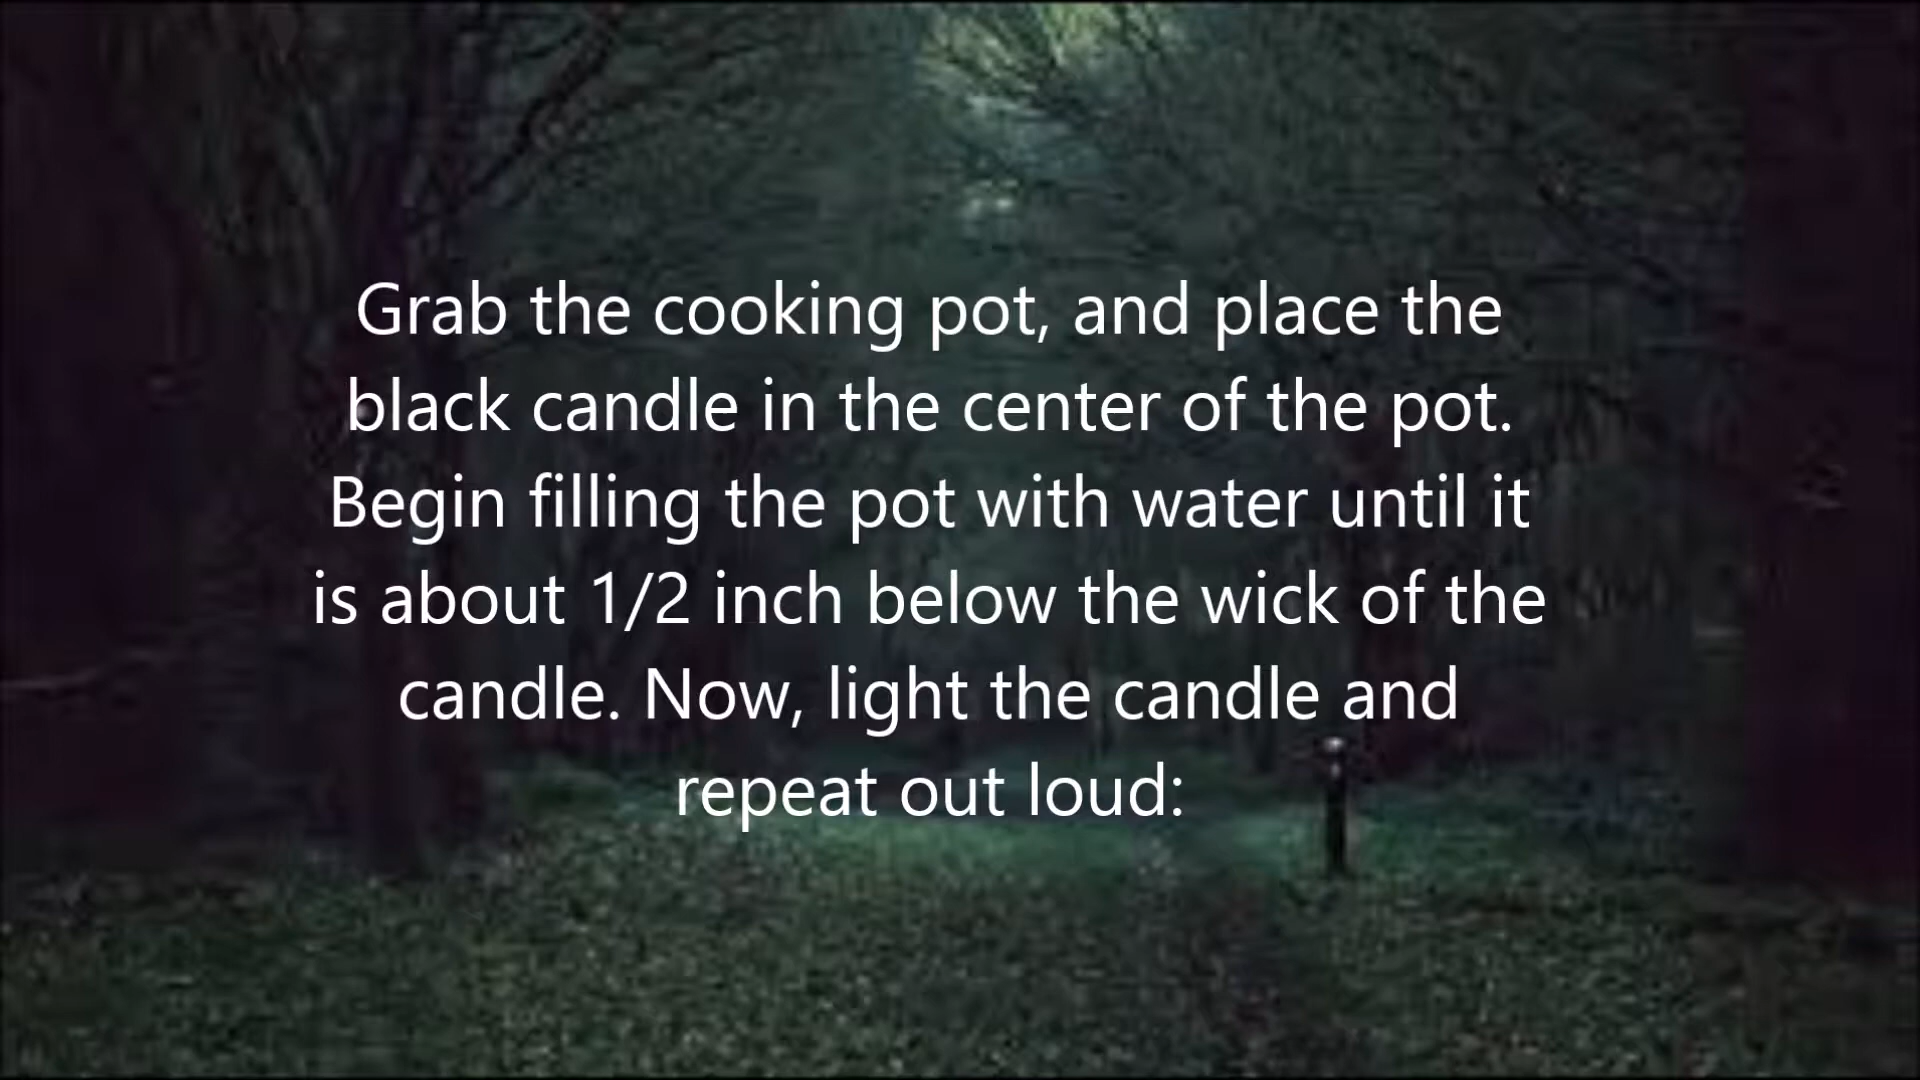 Grab the cooking pot, and place the
black candle in the center of the pot.
Begin filling the pot with water until it
is about 1/2 inch below the wick of the
candle. Now, light the candle and
repeat out loud: